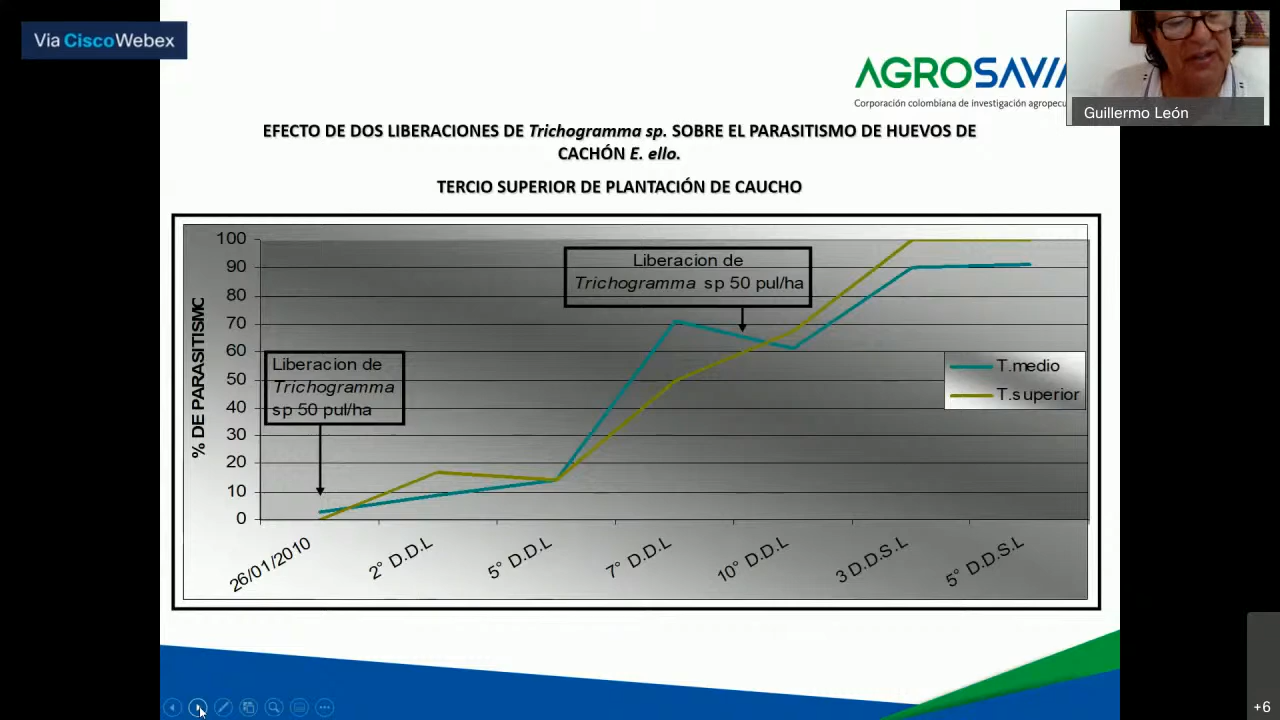 Vía CiscoWebex
AGROSAVIA
Corporación colombiana de investigación agropecu
Guillermo León
EFECTO DE DOS LIBERACIONES DE Trichogramma sp. SOBRE EL PARASITISMO DE HUEVOS DE
CACHÓN E. ello.
TERCIO SUPERIOR DE PLANTACIÓN DE CAUCHO
% DE PARASITISMO
100
90
80
70
60
50
40
30
20
10
0
Liberacion de
Trichogramma sp 50 pul/ha
Liberacion de
Trichogramma
sp 50 pul/ha
T.medio
T.superior
26/01/2010
2° D.D.L
5° D.D.L
7° D.D.L
10° D.D.L
3 D.D.S.L
5° D.D.S.L
+6